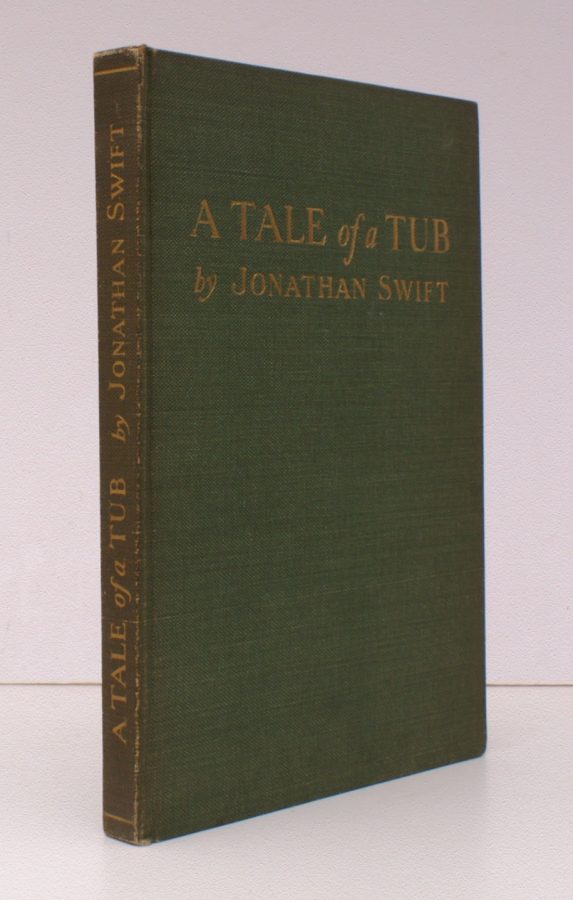 A TALE of a TUB
by JONATHAN SWIFT
A TALE of a TUB by JONATHAN SWIFT